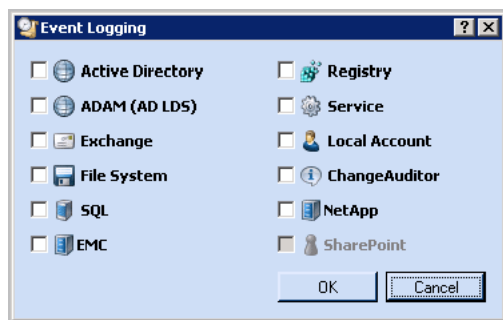 Event Logging
Active Directory
Registry
ADAM (AD LDS)
Service
Exchange
Local Account
File System
ChangeAuditor
SQL
NetApp
EMC
SharePoint
OK
Cancel